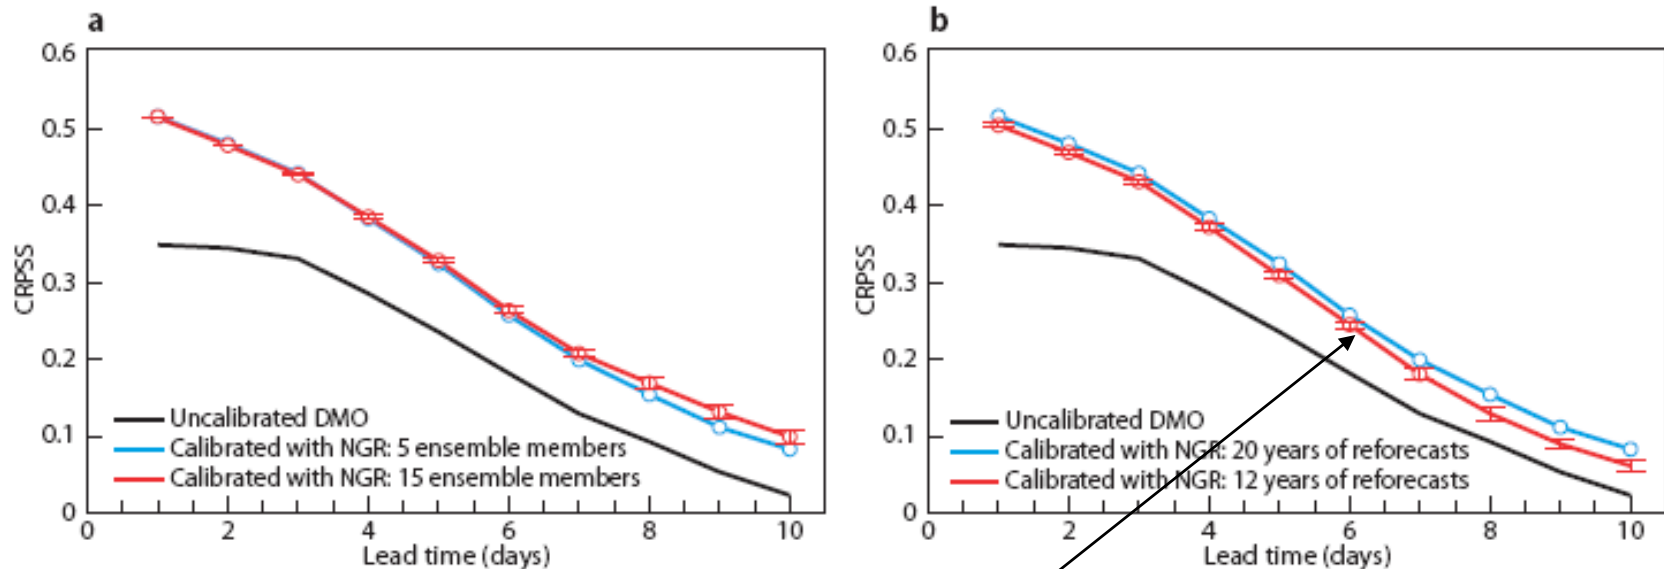 a
0.6
0.5
0.4
0.3
0.2
0.1
0
CRPSS
Uncalibrated DMO
Calibrated with NGR: 5 ensemble members
Calibrated with NGR: 15 ensemble members
0 2 4 6 8 10
Lead time (days)
b
0.6
0.5
0.4
0.3
0.2
0.1
0
CRPSS
Uncalibrated DMO
Calibrated with NGR: 20 years of reforecasts
Calibrated with NGR: 12 years of reforecasts
0 2 4 6 8 10
Lead time (days)